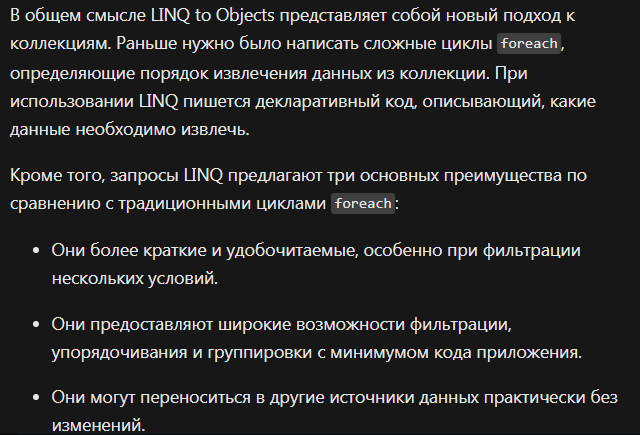 В общем смысле LINQ to Objects представляет собой новый подход к
коллекциям. Раньше нужно было написать сложные циклы foreach,
определяющие порядок извлечения данных из коллекции. При
использовании LINQ пишется декларативный код, описывающий, какие
данные необходимо извлечь.
Кроме того, запросы LINQ предлагают три основных преимущества по
сравнению с традиционными циклами foreach:
• Они более краткие и удобочитаемые, особенно при фильтрации
нескольких условий.
• Они предоставляют широкие возможности фильтрации,
упорядочивания и группировки с минимумом кода приложения.
• Они могут переноситься в другие источники данных практически без
изменений.